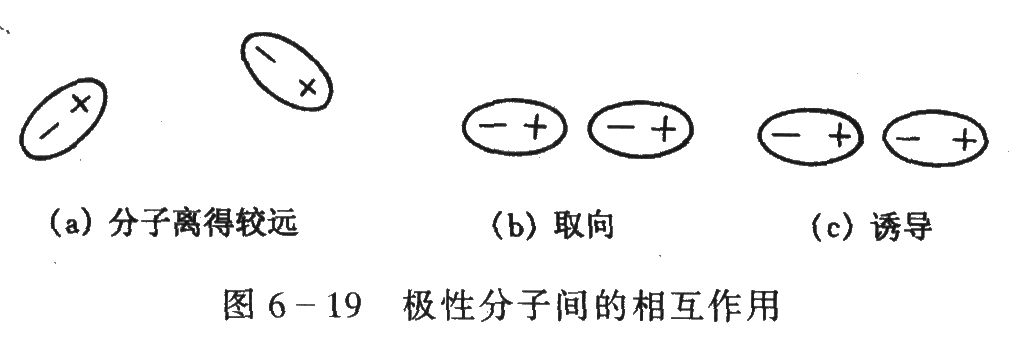 - + - + - + - + - + - +
(a) 分子离得较远 (b) 取向 (c) 诱导
图 6-19 极性分子间的相互作用